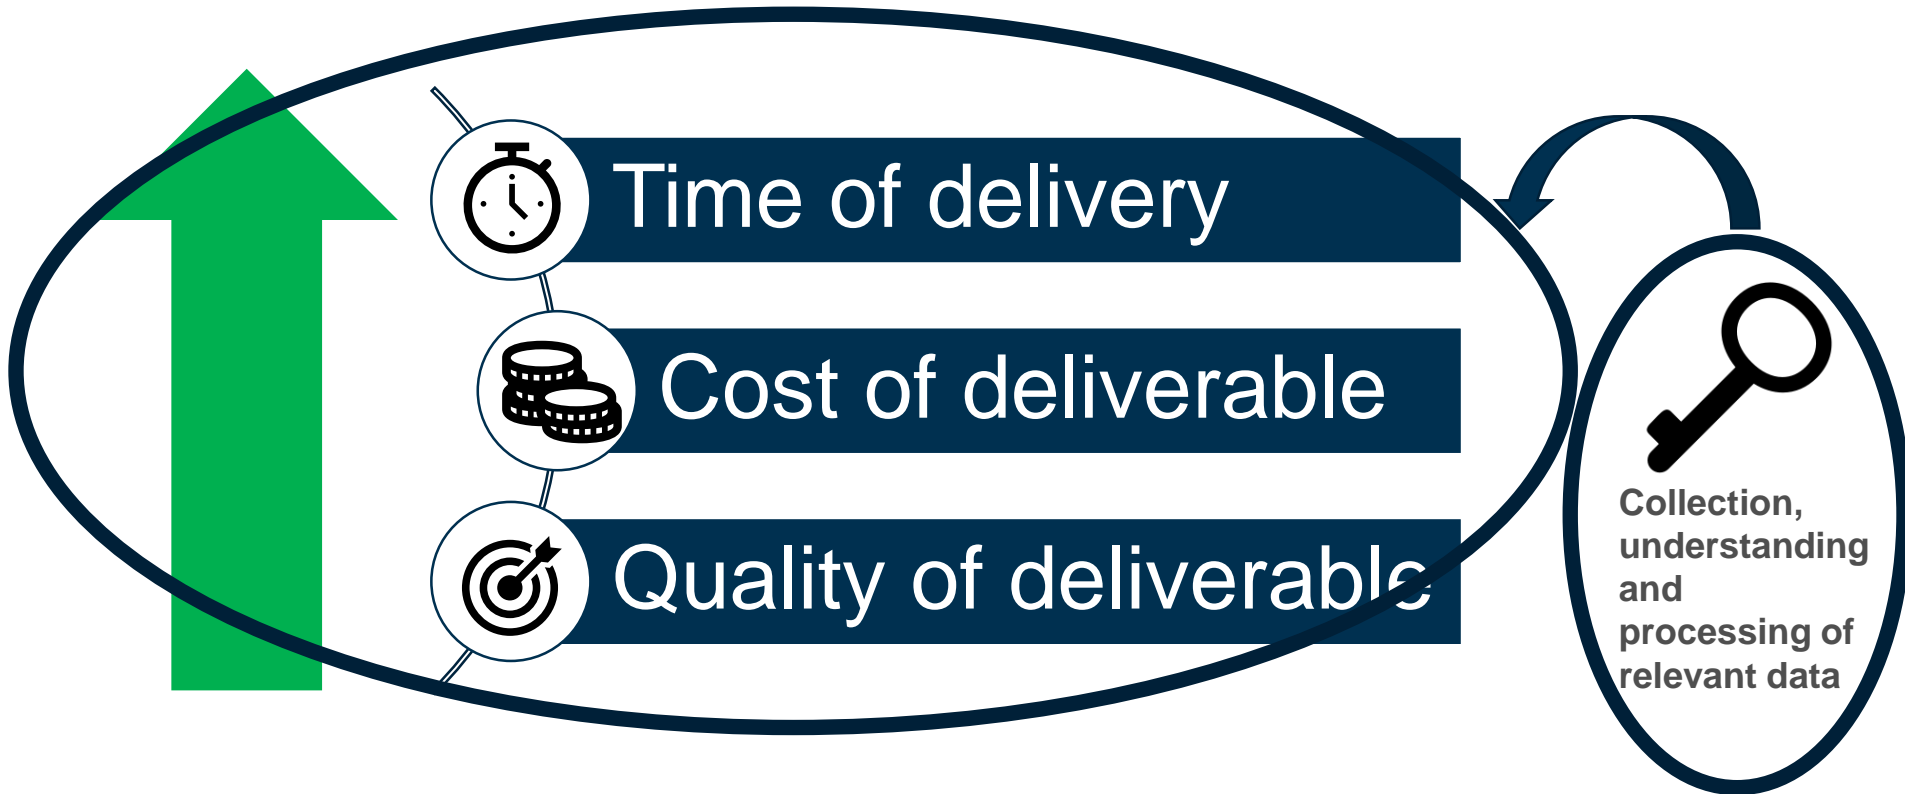 Time of delivery
Cost of deliverable
Quality of deliverable
Collection,
understanding
and
processing of
relevant data